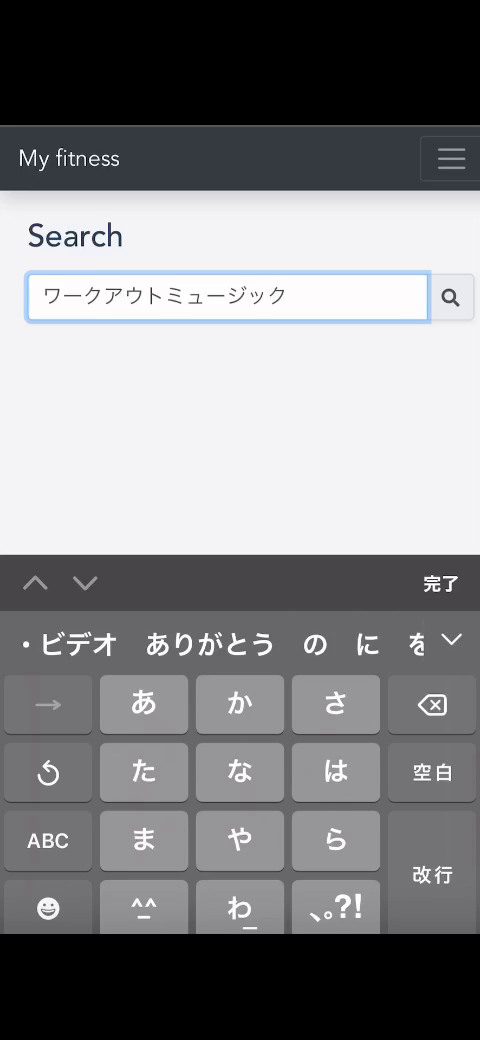 My fitness
Search
ワークアウトミュージック
完了
・ビデオ ありがとう の に を
→ あ か さ
た な は 空白
ABC ま や ら 改行
^^ わ_ 、。?!